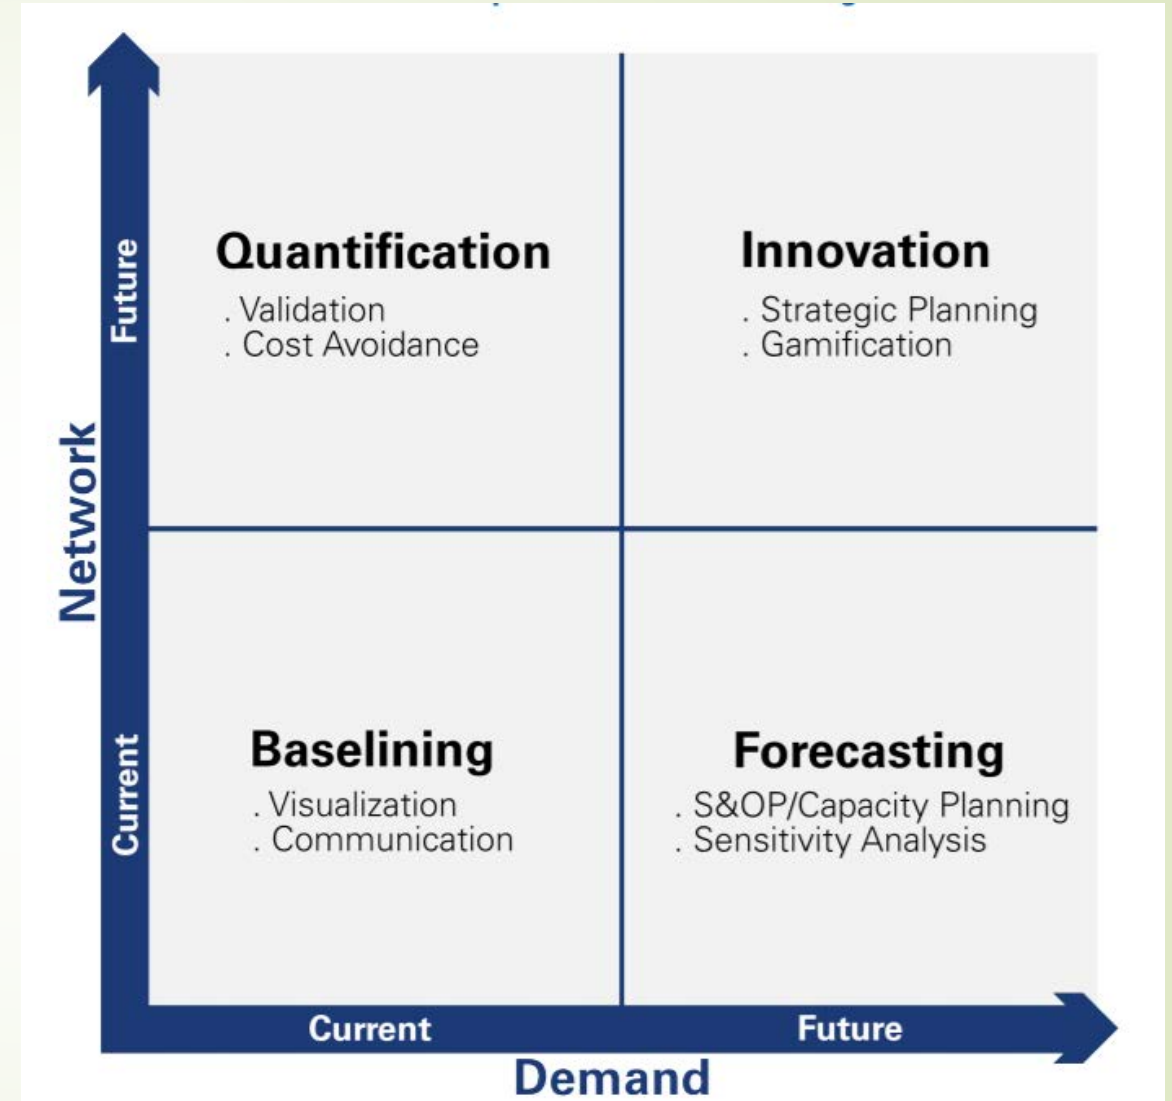 Quantification
. Validation
. Cost Avoidance
Innovation
. Strategic Planning
. Gamification
Baselining
. Visualization
. Communication
Forecasting
. S&OP/Capacity Planning
. Sensitivity Analysis
Network
Future
Current
Current
Future
Demand